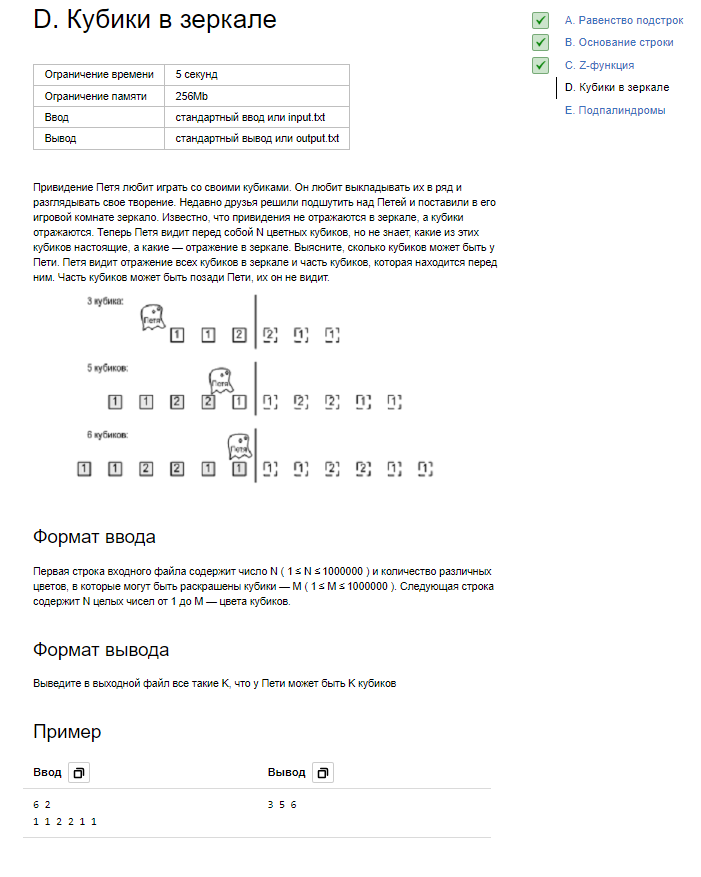 D. Кубики в зеркале
A. Равенство подстрок
B. Основание строки
C. Z-функция
D. Кубики в зеркале
E. Подпалиндромы
Ограничение времени 5 секунд
Ограничение памяти 256Mb
Ввод стандартный ввод или input.txt
Вывод стандартный вывод или output.txt
Привидение Петя любит играть со своими кубиками. Он любит выкладывать их в ряд и
разглядывать свое творение. Недавно друзья решили подшутить над Петей и поставили в его
игровой комнате зеркало. Известно, что привидения не отражаются в зеркале, а кубики
отражаются. Теперь Петя видит перед собой N цветных кубиков, но не знает, какие из этих
кубиков настоящие, а какие — отражение в зеркале. Выясните, сколько кубиков может быть у
Пети. Петя видит отражение всех кубиков в зеркале и часть кубиков, которая находится перед
ним. Часть кубиков может быть позади Пети, их он не видит.
3 кубика:
Петя
1 1 2 2 1 1
5 кубиков:
Петя
1 1 2 2 1 1 2 2 1 1
6 кубиков:
Петя
1 1 2 2 1 1 1 1 2 2 1 1
Формат ввода
Первая строка входного файла содержит число N ( 1 ≤ N ≤ 1000000 ) и количество различных
цветов, в которые могут быть раскрашены кубики — M ( 1 ≤ M ≤ 1000000 ). Следующая строка
содержит N целых чисел от 1 до M — цвета кубиков.
Формат вывода
Выведите в выходной файл все такие K, что у Пети может быть K кубиков
Пример
Ввод Вывод
6 2 3 5 6
1 1 2 2 1 1